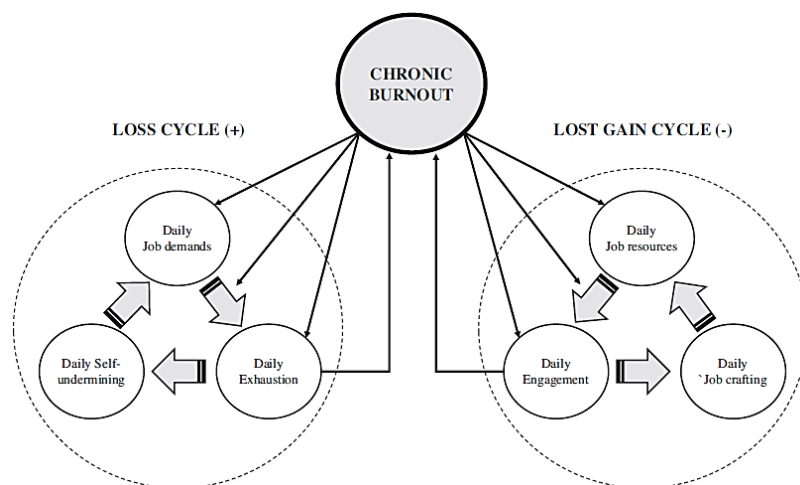 CHRONIC
BURNOUT
LOSS CYCLE (+)
LOST GAIN CYCLE (-)
Daily
Job demands
Daily
Job resources
Daily Self-
undermining
Daily
Exhaustion
Daily
Engagement
Daily
`Job crafting